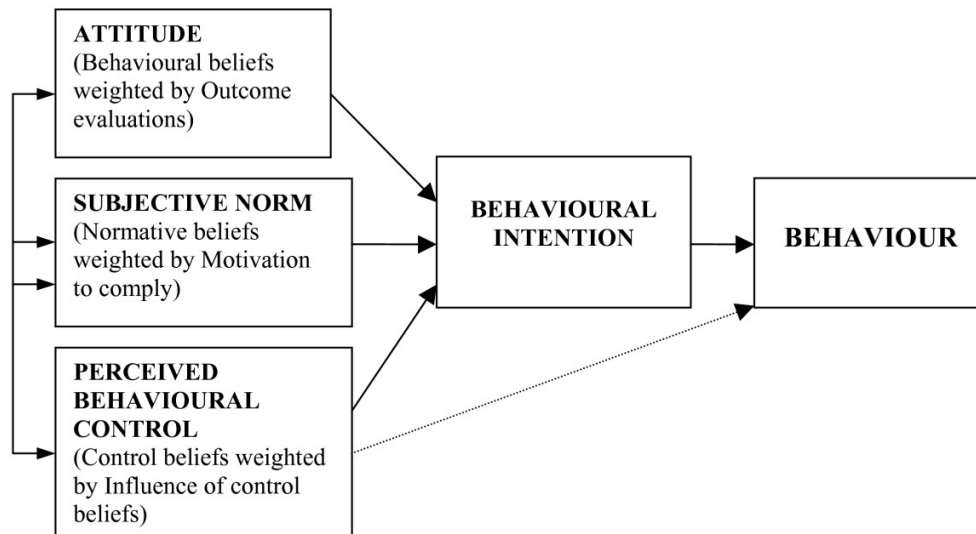 ATTITUDE
(Behavioural beliefs
weighted by Outcome
evaluations)
SUBJECTIVE NORM
(Normative beliefs
weighted by Motivation
to comply)
PERCEIVED
BEHAVIOURAL
CONTROL
(Control beliefs weighted
by Influence of control
beliefs)
BEHAVIOURAL
INTENTION
BEHAVIOUR